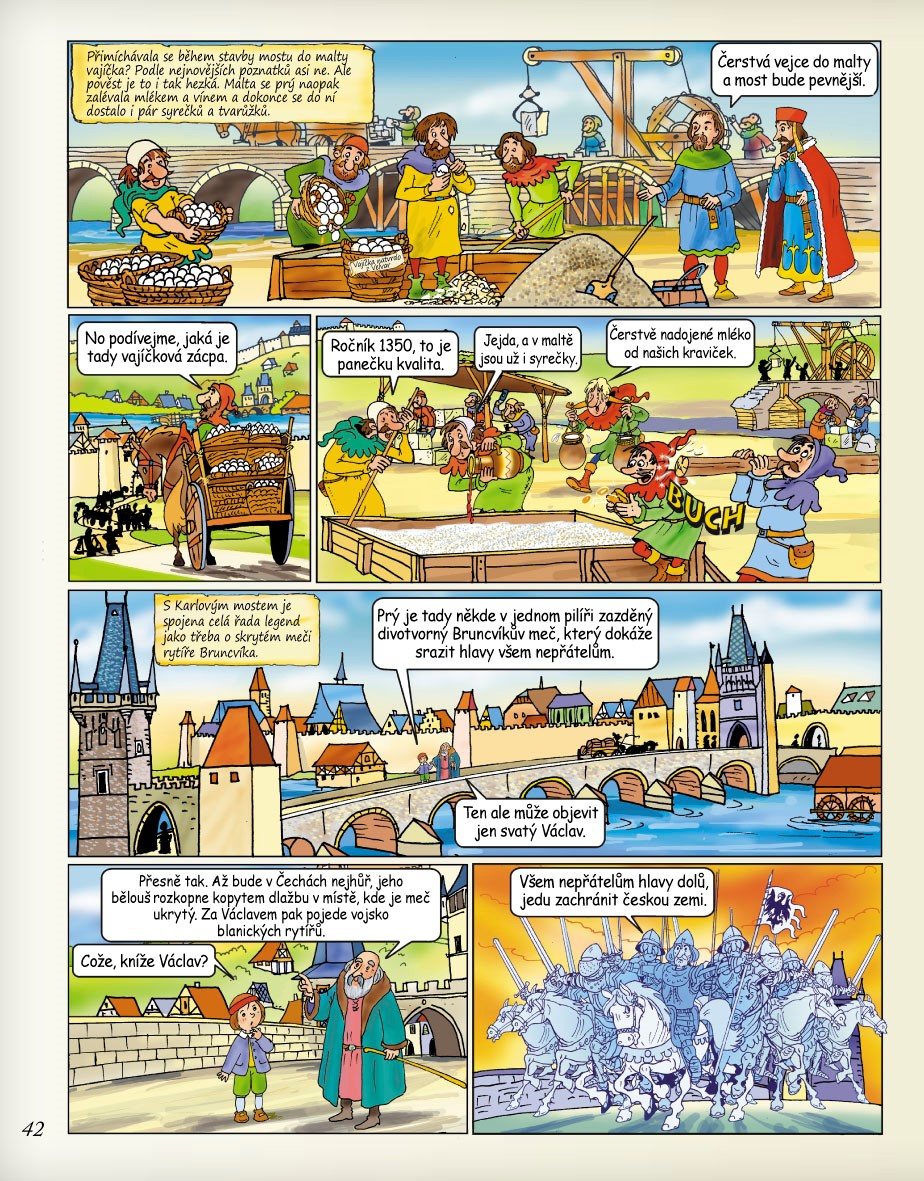 Přimíchávala se během stavby mostu do malty
vajíčka? Podle nejnovějších poznatků asi ne. Ale
pověst je to i tak hezká. Malta se prý naopak
zalévala mlékem a vínem a dokonce se do ní
dostalo i pár syrečků a tvarůžků.
Čerstvá vejce do malty
a most bude pevnější.
Vajíčka natvrdo
z Velvar
No podívejme, jaká je
tady vajíčková zácpa.
Ročník 1350, to je
panečku kvalita.
Jejda, a v maltě
jsou už i syrečky.
Čerstvě nadojené mléko
od našich kraviček.
BUCH
S Karlovým mostem je
spojena celá řada legend
jako třeba o skrytém meči
rytíře Bruncvíka.
Prý je tady někde v jednom pilíři zazděný
divotvorný Bruncvíkův meč, který dokáže
srazit hlavy všem nepřátelům.
Ten ale může objevit
jen svatý Václav.
Přesně tak. Až bude v Čechách nejhůř, jeho
bělouš rozkopne kopytem dlažbu v místě, kde je meč
ukrytý. Za Václavem pak pojede vojsko
blanických rytířů.
Cože, kníže Václav?
Všem nepřátelům hlavy dolů,
jedu zachránit českou zemi.
42